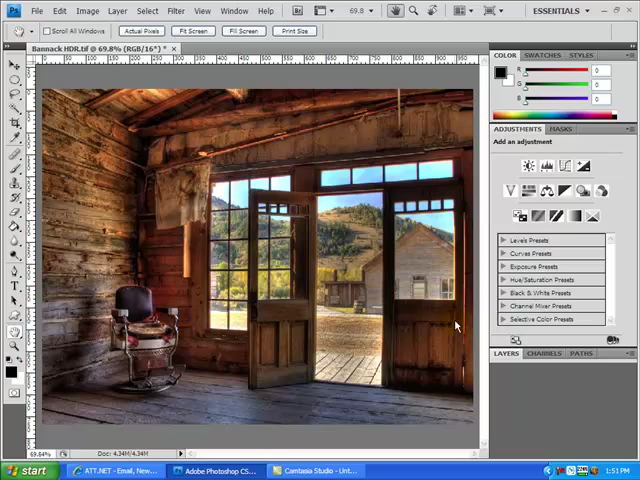 Ps File Edit Image Layer Select Filter View Window Help Br 69.8 ESSENTIALS
Scroll All Windows Actual Pixels Fit Screen Fill Screen Print Size
Bannack HDR.tif @ 69.8% (RGB/16*) * ×
COLOR SWATCHES STYLES
R 0
G 0
B 0
ADJUSTMENTS MASKS
Add an adjustment
Levels Presets
Curves Presets
Exposure Presets
Hue/Saturation Presets
Black & White Presets
Channel Mixer Presets
Selective Color Presets
LAYERS CHANNELS PATHS
69.84% Doc: 4.34M/4.34M
start ATT.NET - Email, New... Adobe Photoshop CS... Camtasia Studio - Unt... 1:51 PM